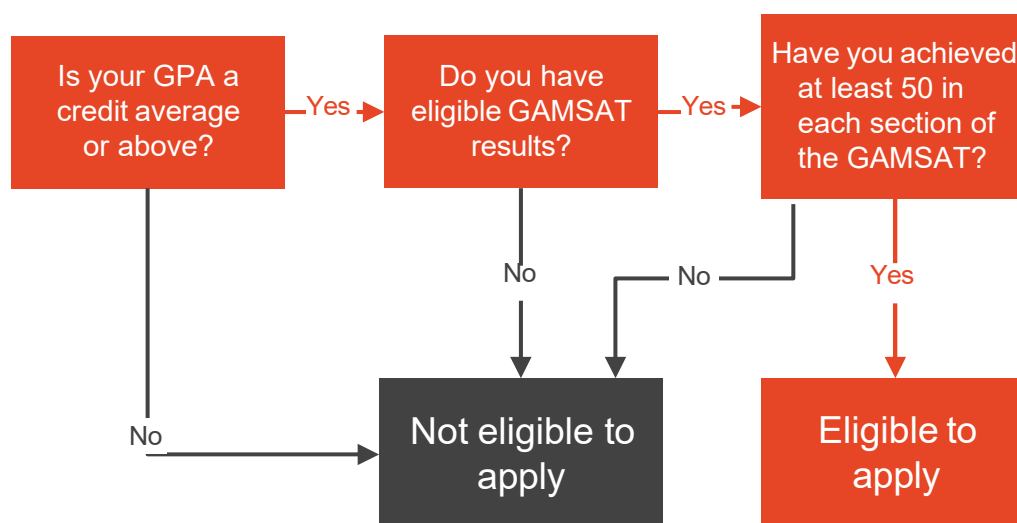 Is your GPA a
credit average
or above?
Yes
Do you have
eligible GAMSAT
results?
Yes
Have you achieved
at least 50 in
each section of
the GAMSAT?
No
No
Yes
No
Not eligible to
apply
Eligible to
apply